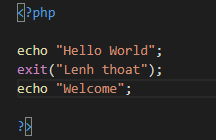 <?php
echo "Hello World";
exit("Lenh thoat");
echo "Welcome";
?>